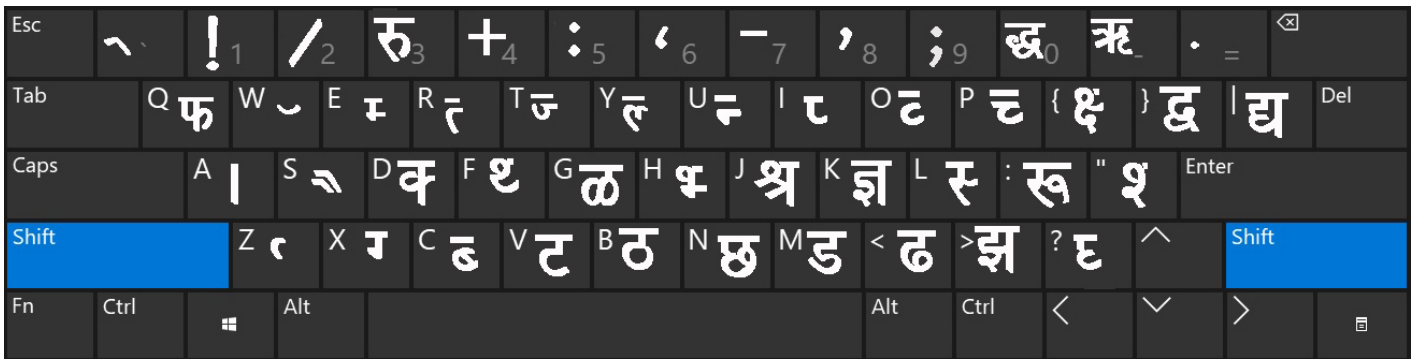 Esc ` ! 1 / 2 रु 3 + 4 : 5 ‘ 6 - 7 ’ 8 ; 9 द्ध 0 ऋ - . =
Tab Q फ W E म् R त् T ज् Y ल् U न् I O P च् { क्ष् } द्व | द्य Del
Caps A । S D क F थ् G ळ H भ् J श्र K ज्ञ L स् : रू " श् Enter
Shift Z X ग् C ब् V ट B ठ N छ M ड < ढ > झ ? Shift
Fn Ctrl Alt Alt Ctrl